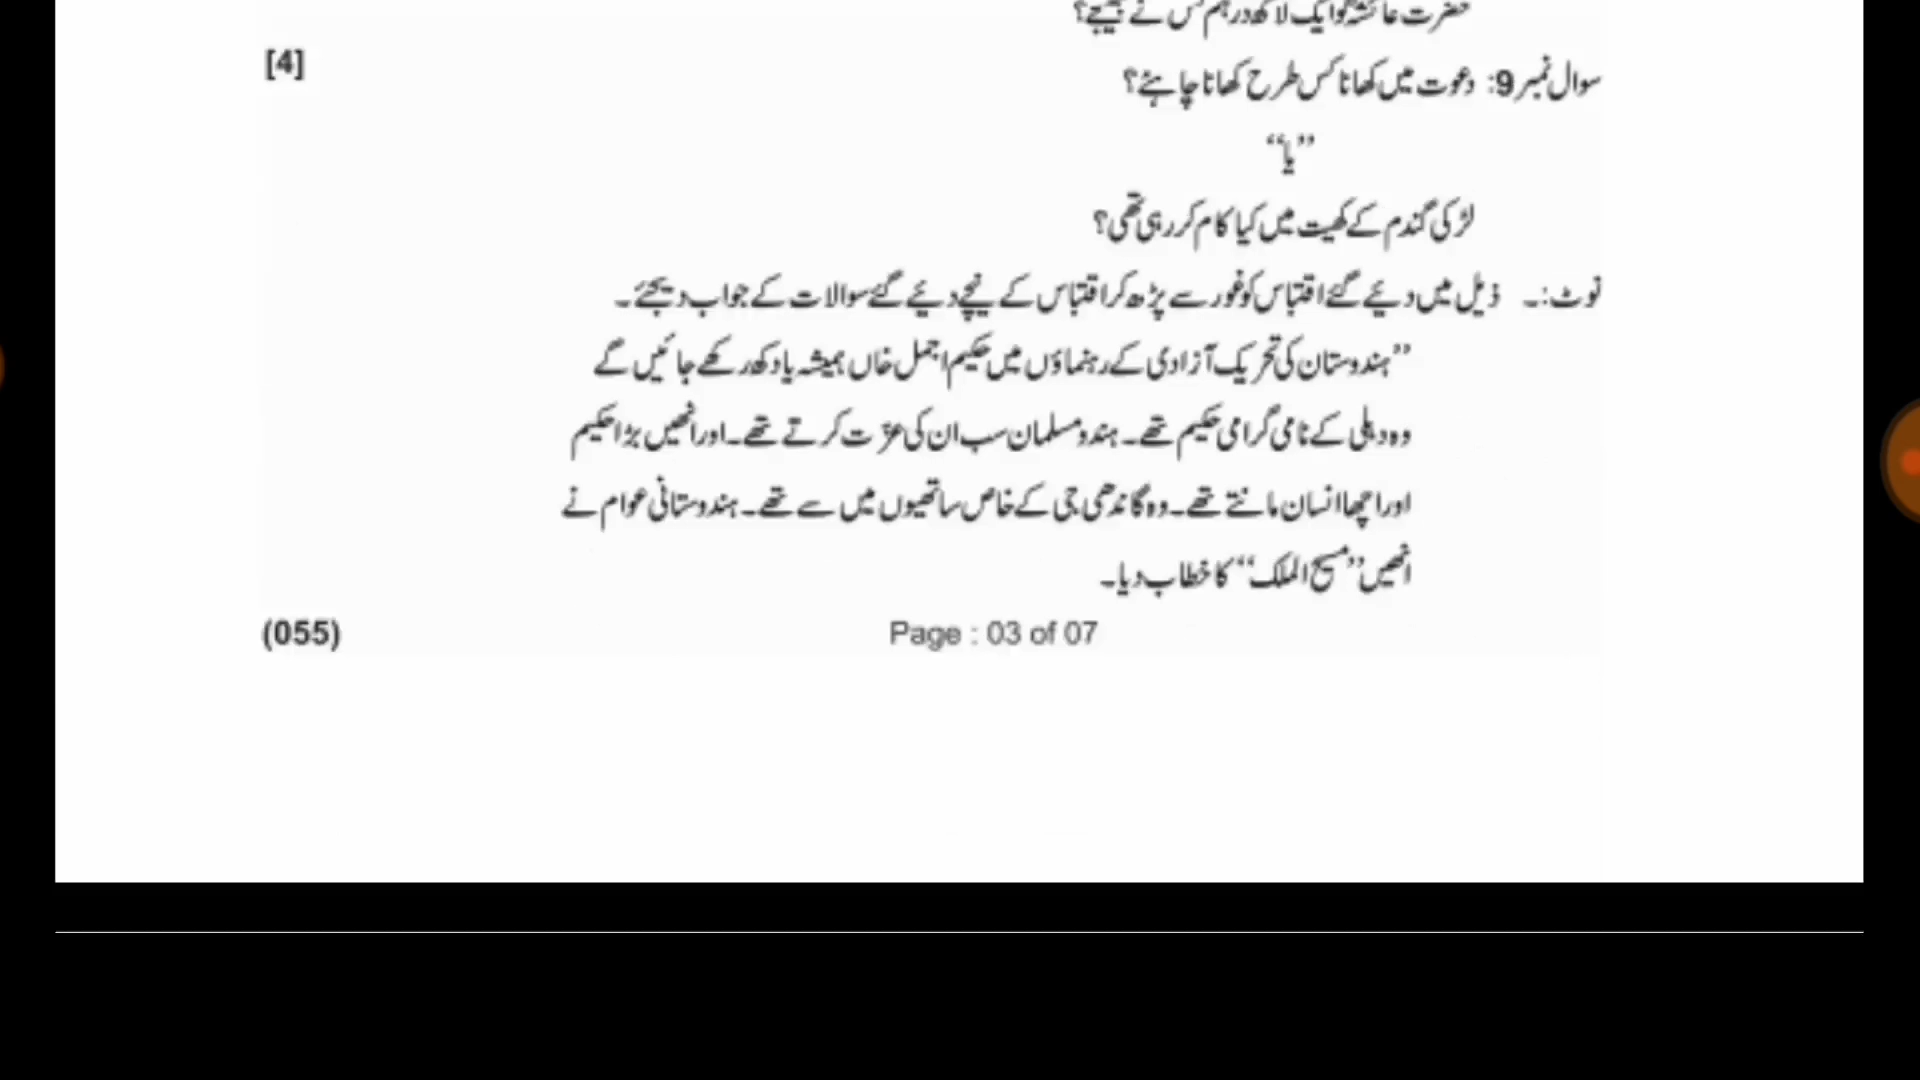 حضرت عائشہ کو ایک لاکھ درہم کس نے بھیجے؟
[4]
سوال نمبر 9: دعوت میں کھانا کس طرح کھانا چاہئے؟
”یا“
لڑکی گندم کے کھیت میں کیا کام کر رہی تھی؟
نوٹ:۔ ذیل میں دیئے گئے اقتباس کو غور سے پڑھ کر اقتباس کے نیچے دیئے گئے سوالات کے جواب دیجئے۔
”ہندوستان کی تحریک آزادی کے رہنماؤں میں حکیم اجمل خاں ہمیشہ یاد رکھے جائیں گے
وہ دہلی کے نامی گرامی حکیم تھے۔ ہندو مسلمان سب ان کی عزت کرتے تھے۔ اور انھیں بڑا حکیم
اور اچھا انسان مانتے تھے۔ وہ گاندھی جی کے خاص ساتھیوں میں سے تھے۔ ہندوستانی عوام نے
انھیں ”مسیح الملک“ کا خطاب دیا۔
(055)
Page : 03 of 07